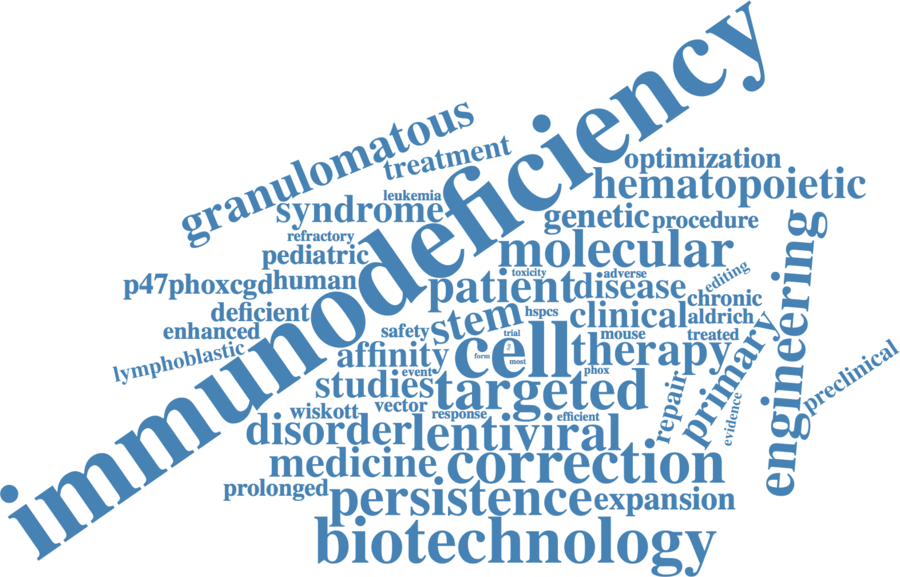 immunodeficiency
granulomatous
treatment
optimization
hematopoietic
leukemia
syndrome
genetic
procedure
refractory
pediatric
molecular
p47phoxcgd
human
toxicity
adverse
editing
patient
disease
chronic
deficient
stem
hspcs
clinical
aldrich
engineering
enhanced
safety
trial
mouse
treated
primary
lymphoblastic
affinity
cell
form
most
therapy
preclinical
event
phox
studies
targeted
repair
wiskott
vector
response
efficient
evidence
disorder
lentiviral
medicine
correction
prolonged
persistence
expansion
biotechnology